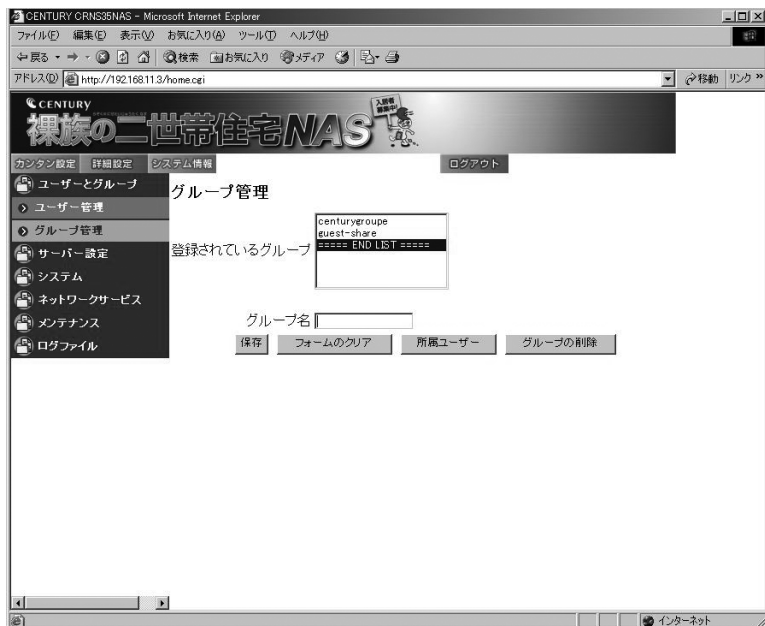 CENTURY CRNS35NAS - Microsoft Internet Explorer
ファイル(F) 編集(E) 表示(V) お気に入り(A) ツール(T) ヘルプ(H)
戻る 検索 お気に入り メディア
アドレス(D) http://192.168.11.3/home.cgi 移動 リンク »
CENTURY
裸族の二世帯住宅NAS
入居者募集中!
カンタン設定 詳細設定 システム情報 ログアウト
ユーザーとグループ
ユーザー管理
グループ管理
サーバー設定
システム
ネットワークサービス
メンテナンス
ログファイル
グループ管理
登録されているグループ
centurygroupe
guest-share
===== END LIST =====
グループ名
保存 フォームのクリア 所属ユーザー グループの削除
インターネット